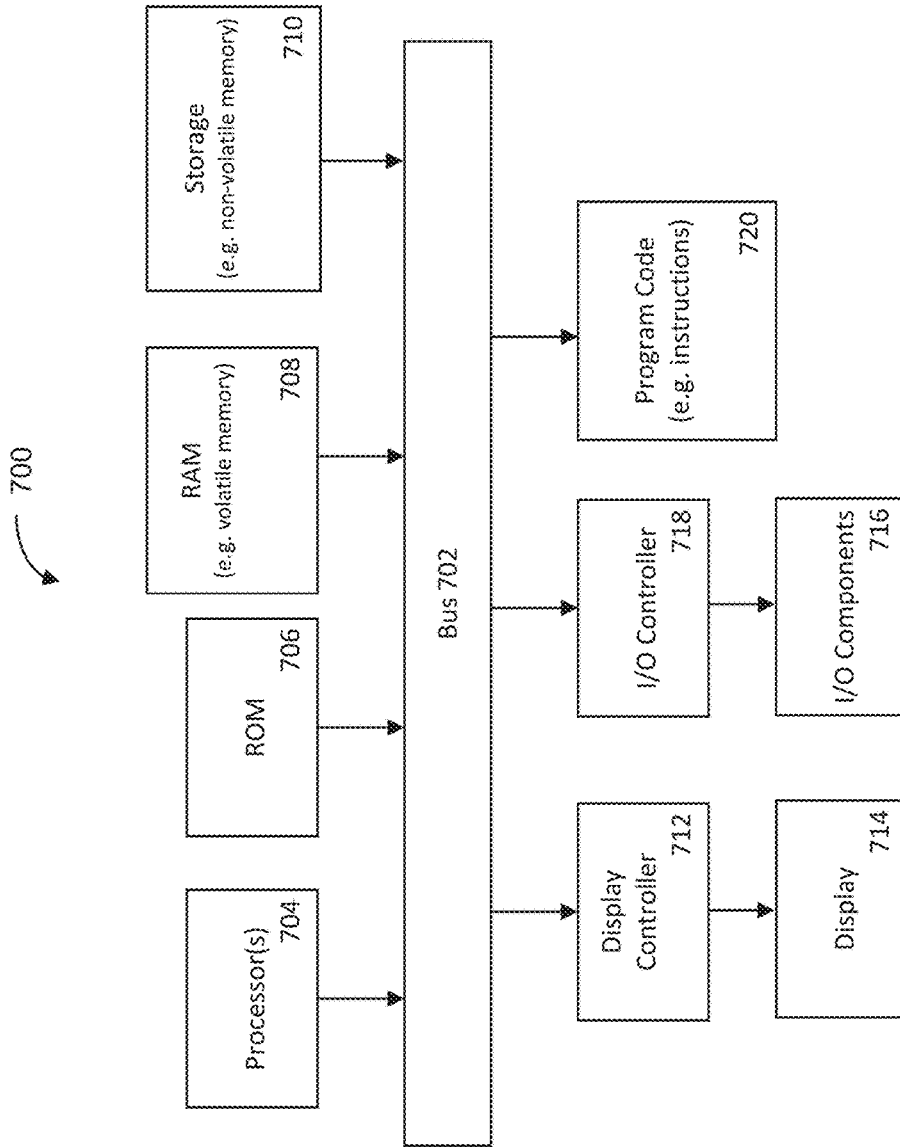 700
Processor(s)
704
ROM
706
RAM
(e.g. volatile memory)
708
Storage
(e.g. non-volatile memory)
710
Bus 702
Display
Controller
712
I/O Controller
718
Program Code
(e.g. instructions)
720
Display
714
I/O Components
716